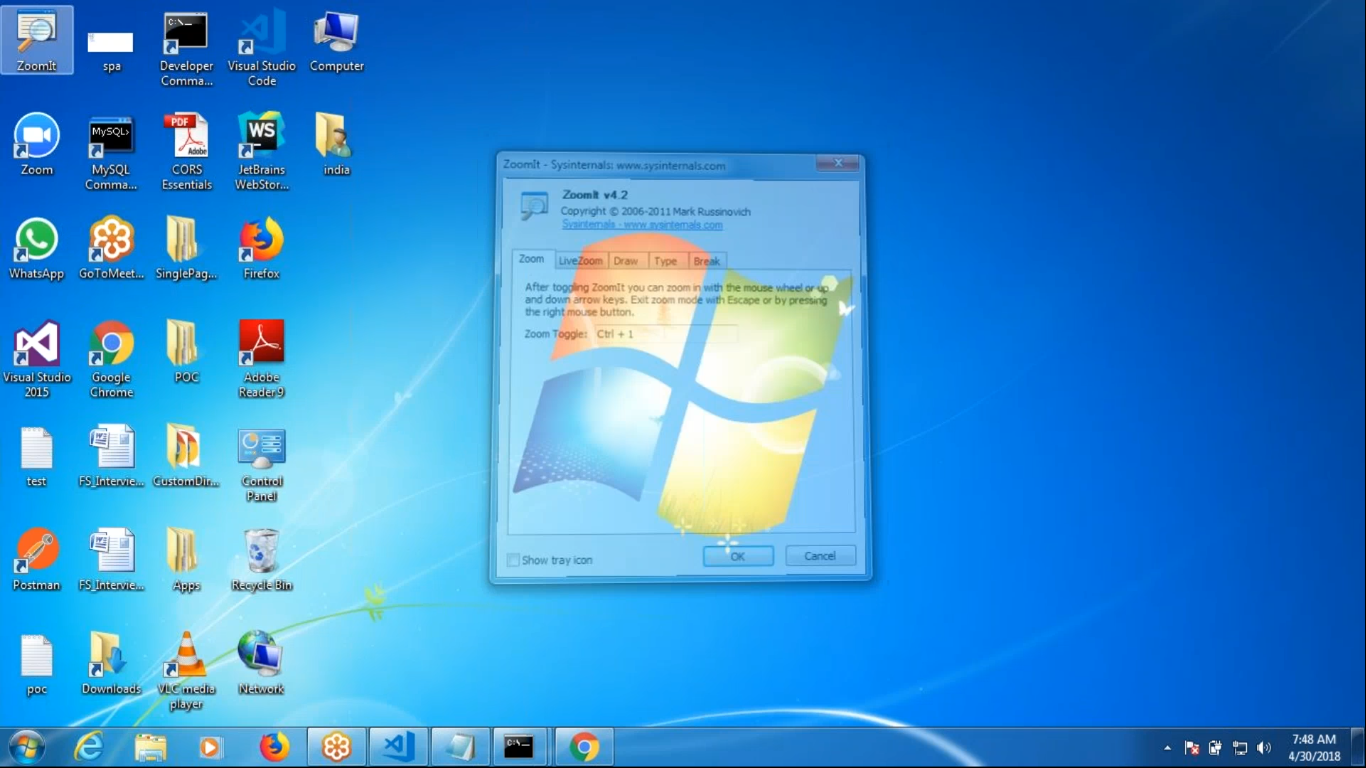 ZoomIt
spa
Developer
Comma...
Visual Studio
Code
Computer
Zoom
MySQL>
MySQL
Comma...
PDF
Adobe
CORS
Essentials
WS
JetBrains
WebStor...
india
WhatsApp
GoToMeet...
SinglePag...
Firefox
Visual Studio
2015
Google
Chrome
POC
Adobe
Reader 9
test
FS_Intervie...
CustomDir...
Control
Panel
Postman
FS_Intervie...
Apps
Recycle Bin
poc
Downloads
VLC media
player
Network
ZoomIt - Sysinternals: www.sysinternals.com
ZoomIt v4.2
Copyright © 2006-2011 Mark Russinovich
Sysinternals - www.sysinternals.com
Zoom LiveZoom Draw Type Break
After toggling ZoomIt you can zoom in with the mouse wheel or up
and down arrow keys. Exit zoom mode with Escape or by pressing
the right mouse button.
Zoom Toggle: Ctrl + 1
Show tray icon
OK
Cancel
7:48 AM
4/30/2018